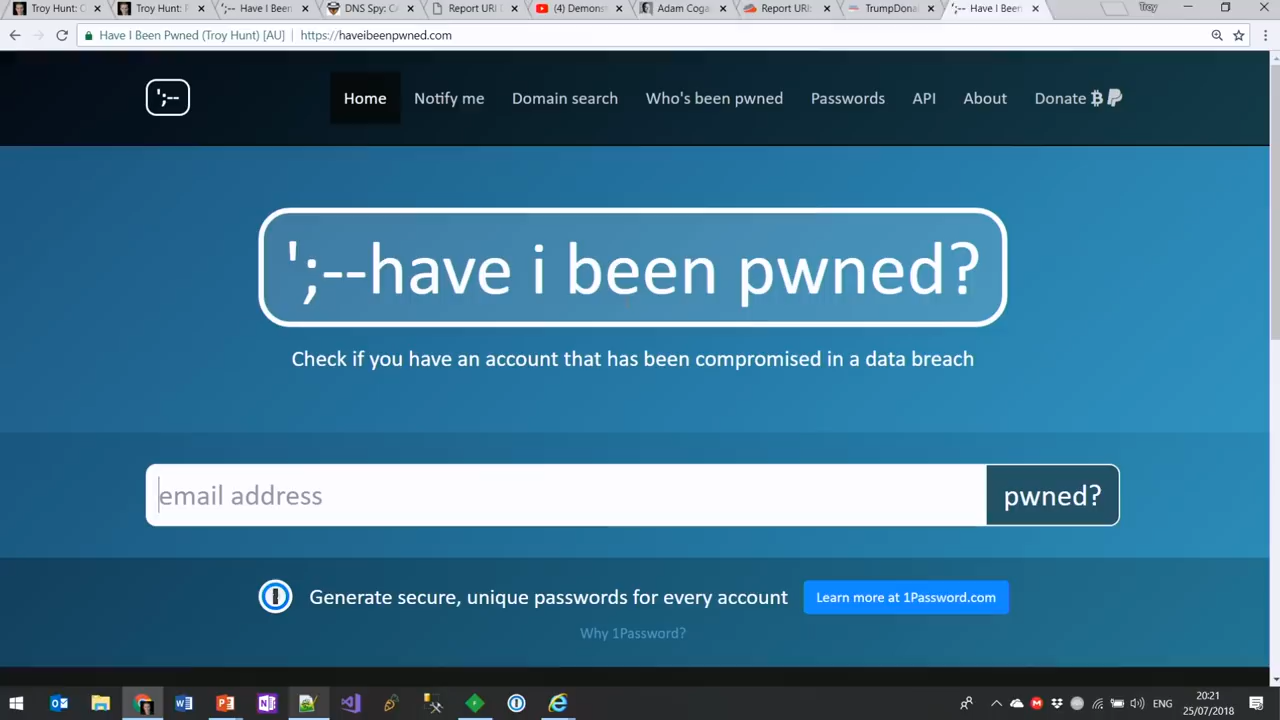 Troy Hunt: C
Troy Hunt: F
';-- Have I Been
DNS Spy: C
Report URI
(4) Demons
Adam Coga
Report URI
TrumpDona
';-- Have I Been
Troy
Have I Been Pwned (Troy Hunt) [AU]
https://haveibeenpwned.com
';--
Home
Notify me
Domain search
Who's been pwned
Passwords
API
About
Donate
';--have i been pwned?
Check if you have an account that has been compromised in a data breach
email address
pwned?
Generate secure, unique passwords for every account
Learn more at 1Password.com
Why 1Password?
ENG
20:21
25/07/2018